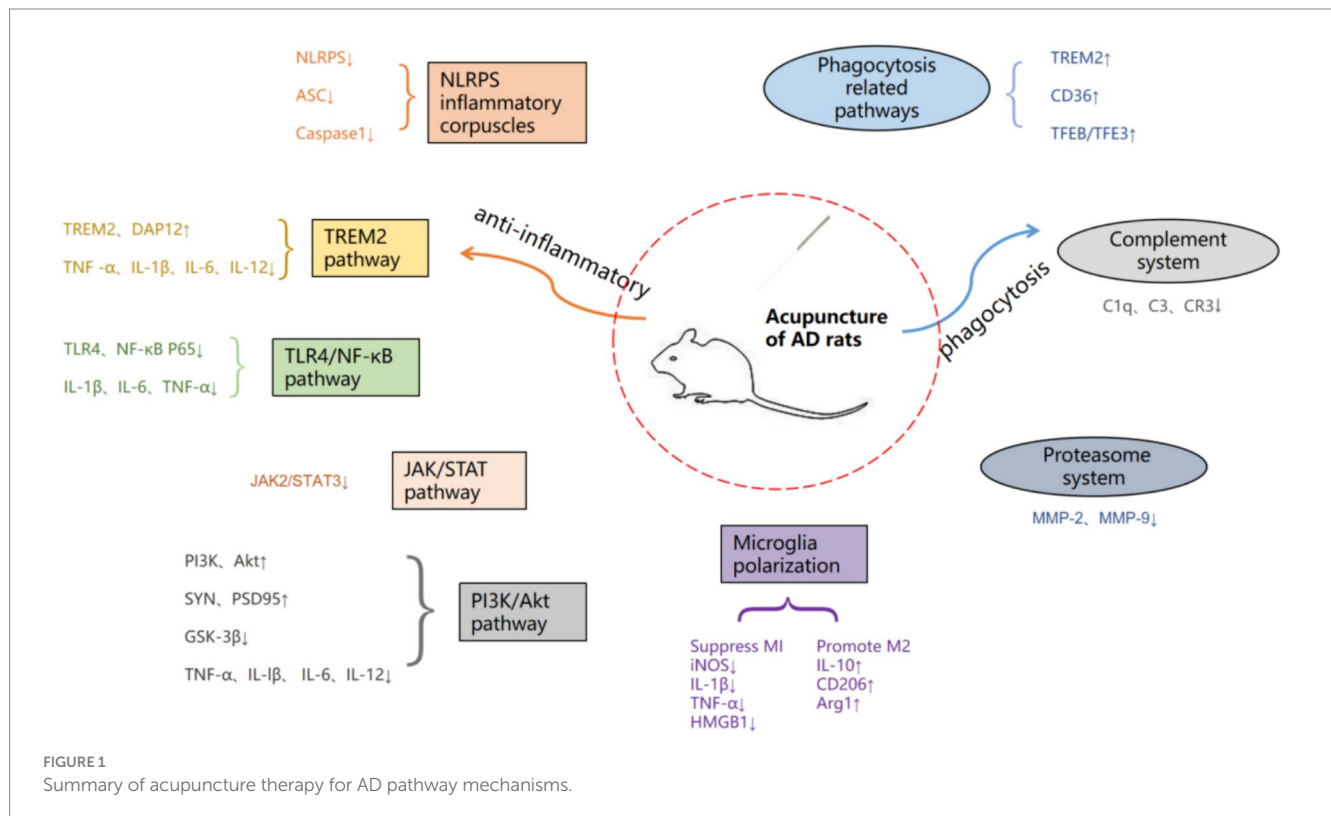 NLRPS↓
ASC↓
Caspase1↓
NLRPS
inflammatory
corpuscles
Phagocytosis
related
pathways
TREM2↑
CD36↑
TFEB/TFE3↑
TREM2、DAP12↑
TNF -α、IL-1β、IL-6、IL-12↓
TREM2
pathway
anti-inflammatory
Acupuncture
of AD rats
phagocytosis
Complement
system
C1q、C3、CR3↓
TLR4、NF-κB P65↓
IL-1β、IL-6、TNF-α↓
TLR4/NF-κB
pathway
JAK2/STAT3↓
JAK/STAT
pathway
Proteasome
system
MMP-2、MMP-9↓
PI3K、Akt↑
SYN、PSD95↑
GSK-3β↓
TNF-α、IL-lβ、 IL-6、IL-12↓
PI3K/Akt
pathway
Microglia
polarization
Suppress MI
iNOS↓
IL-1β↓
TNF-α↓
HMGB1↓
Promote M2
IL-10↑
CD206↑
Arg1↑
FIGURE 1
Summary of acupuncture therapy for AD pathway mechanisms.